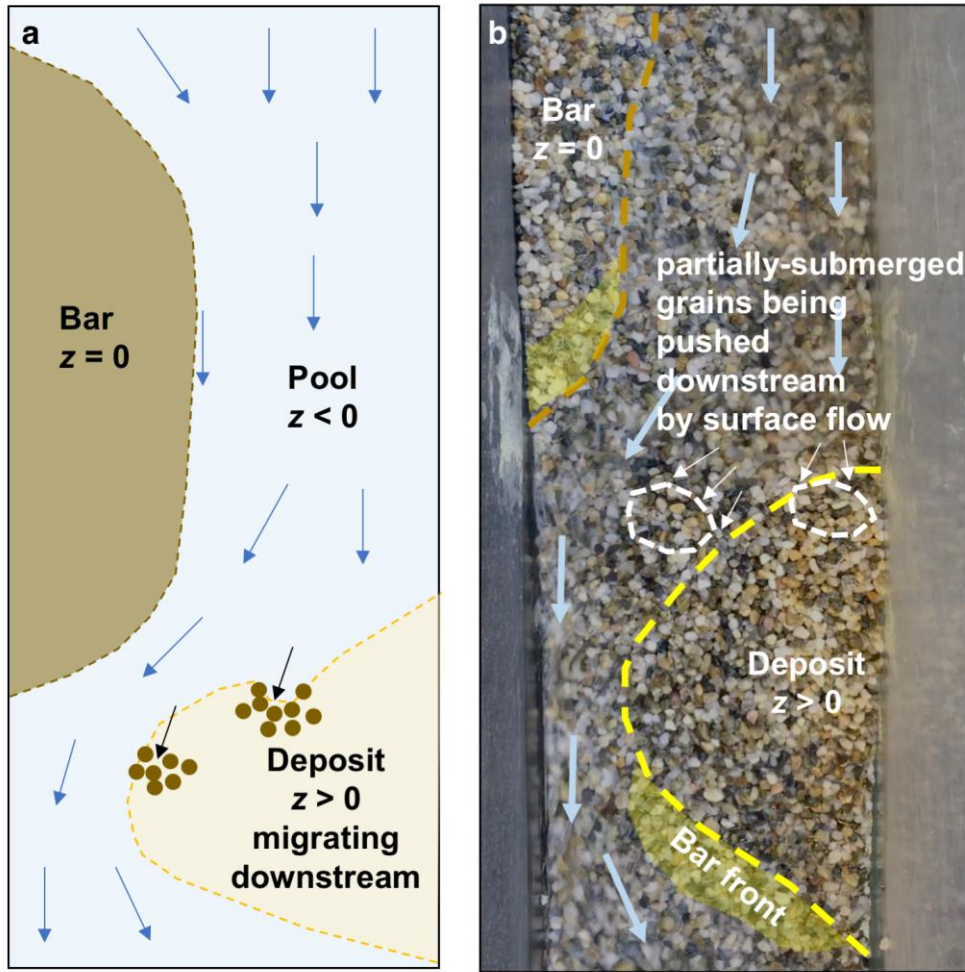 a
Bar
z = 0
Pool
z < 0
Deposit
z > 0
migrating
downstream
b
Bar
z = 0
partially-submerged
grains being
pushed
downstream
by surface flow
Deposit
z > 0
Bar front